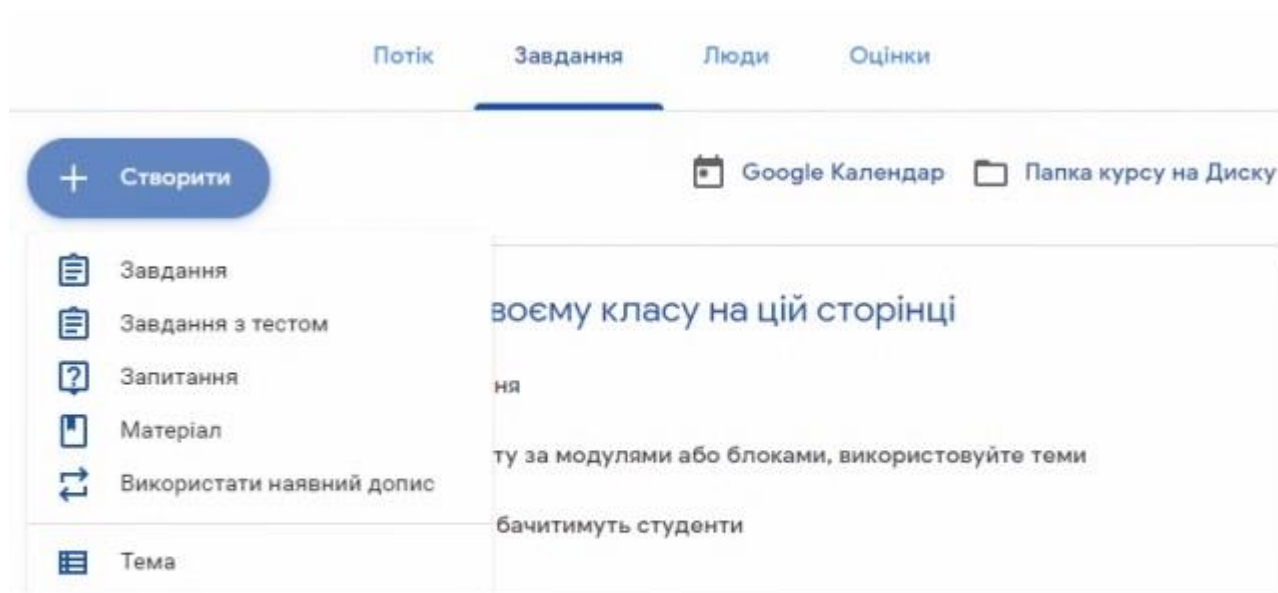 Потік Завдання Люди Оцінки
Створити Google Календар Папка курсу на Диску
Завдання
воєму класу на цій сторінці
Завдання з тестом
Запитання
ня
Матеріал
ту за модулями або блоками, використовуйте теми
Використати наявний допис
бачитимуть студенти
Тема